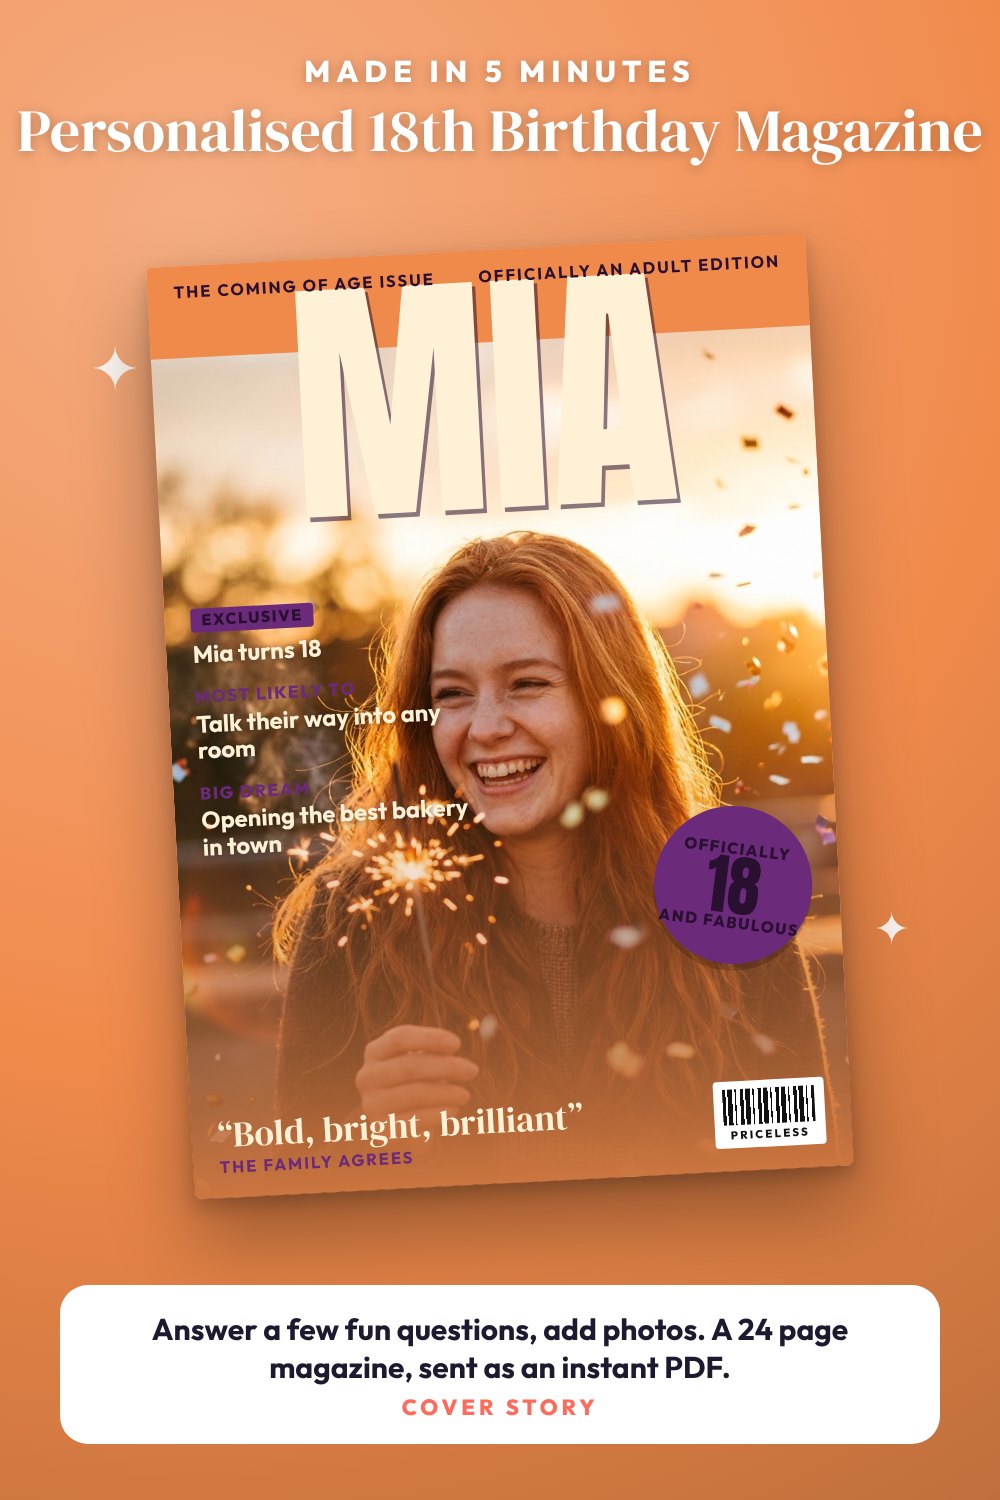 MADE IN 5 MINUTES
Personalised 18th Birthday Magazine
THE COMING OF AGE ISSUE
OFFICIALLY AN ADULT EDITION
MIA
EXCLUSIVE
Mia turns 18
MOST LIKELY TO
Talk their way into any
room
BIG DREAM
Opening the best bakery
in town
OFFICIALLY
18
AND FABULOUS
“Bold, bright, brilliant”
THE FAMILY AGREES
PRICELESS
Answer a few fun questions, add photos. A 24 page
magazine, sent as an instant PDF.
COVER STORY